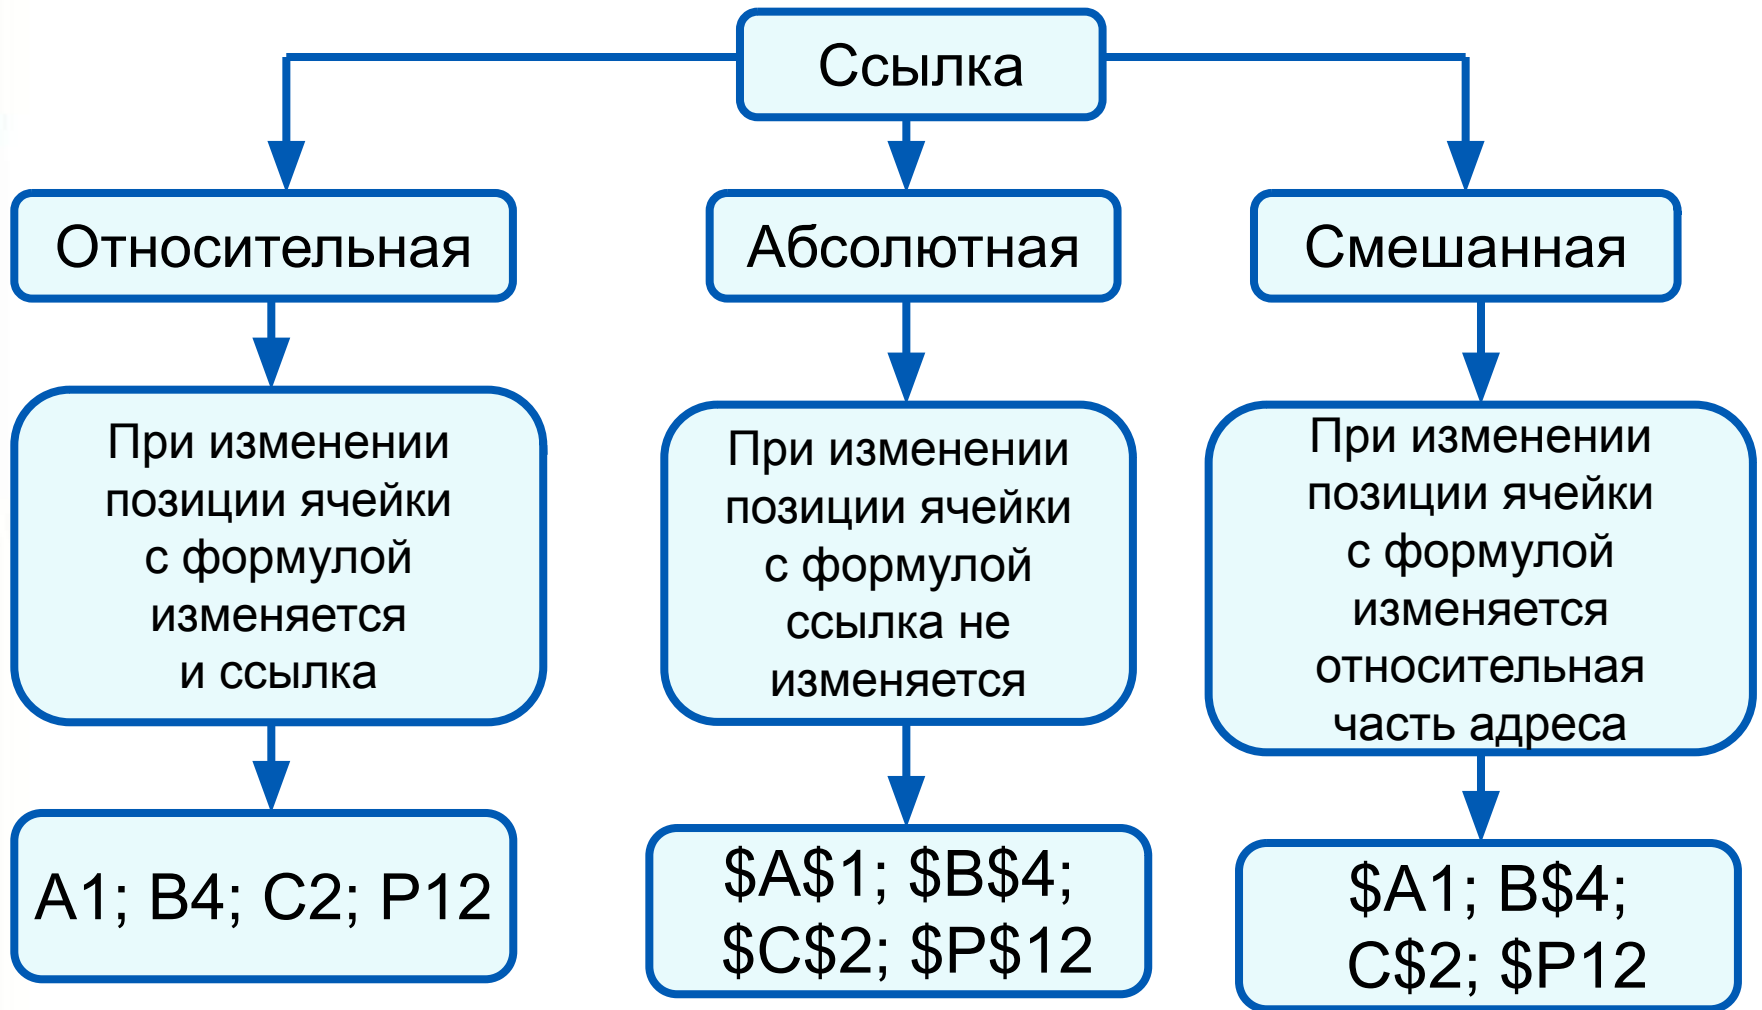 Ссылка
Относительная
Абсолютная
Смешанная
При изменении
позиции ячейки
с формулой
изменяется
и ссылка
При изменении
позиции ячейки
с формулой
ссылка не
изменяется
При изменении
позиции ячейки
с формулой
изменяется
относительная
часть адреса
A1; B4; C2; P12
$A$1; $B$4;
$C$2; $P$12
$A1; B$4;
C$2; $P12